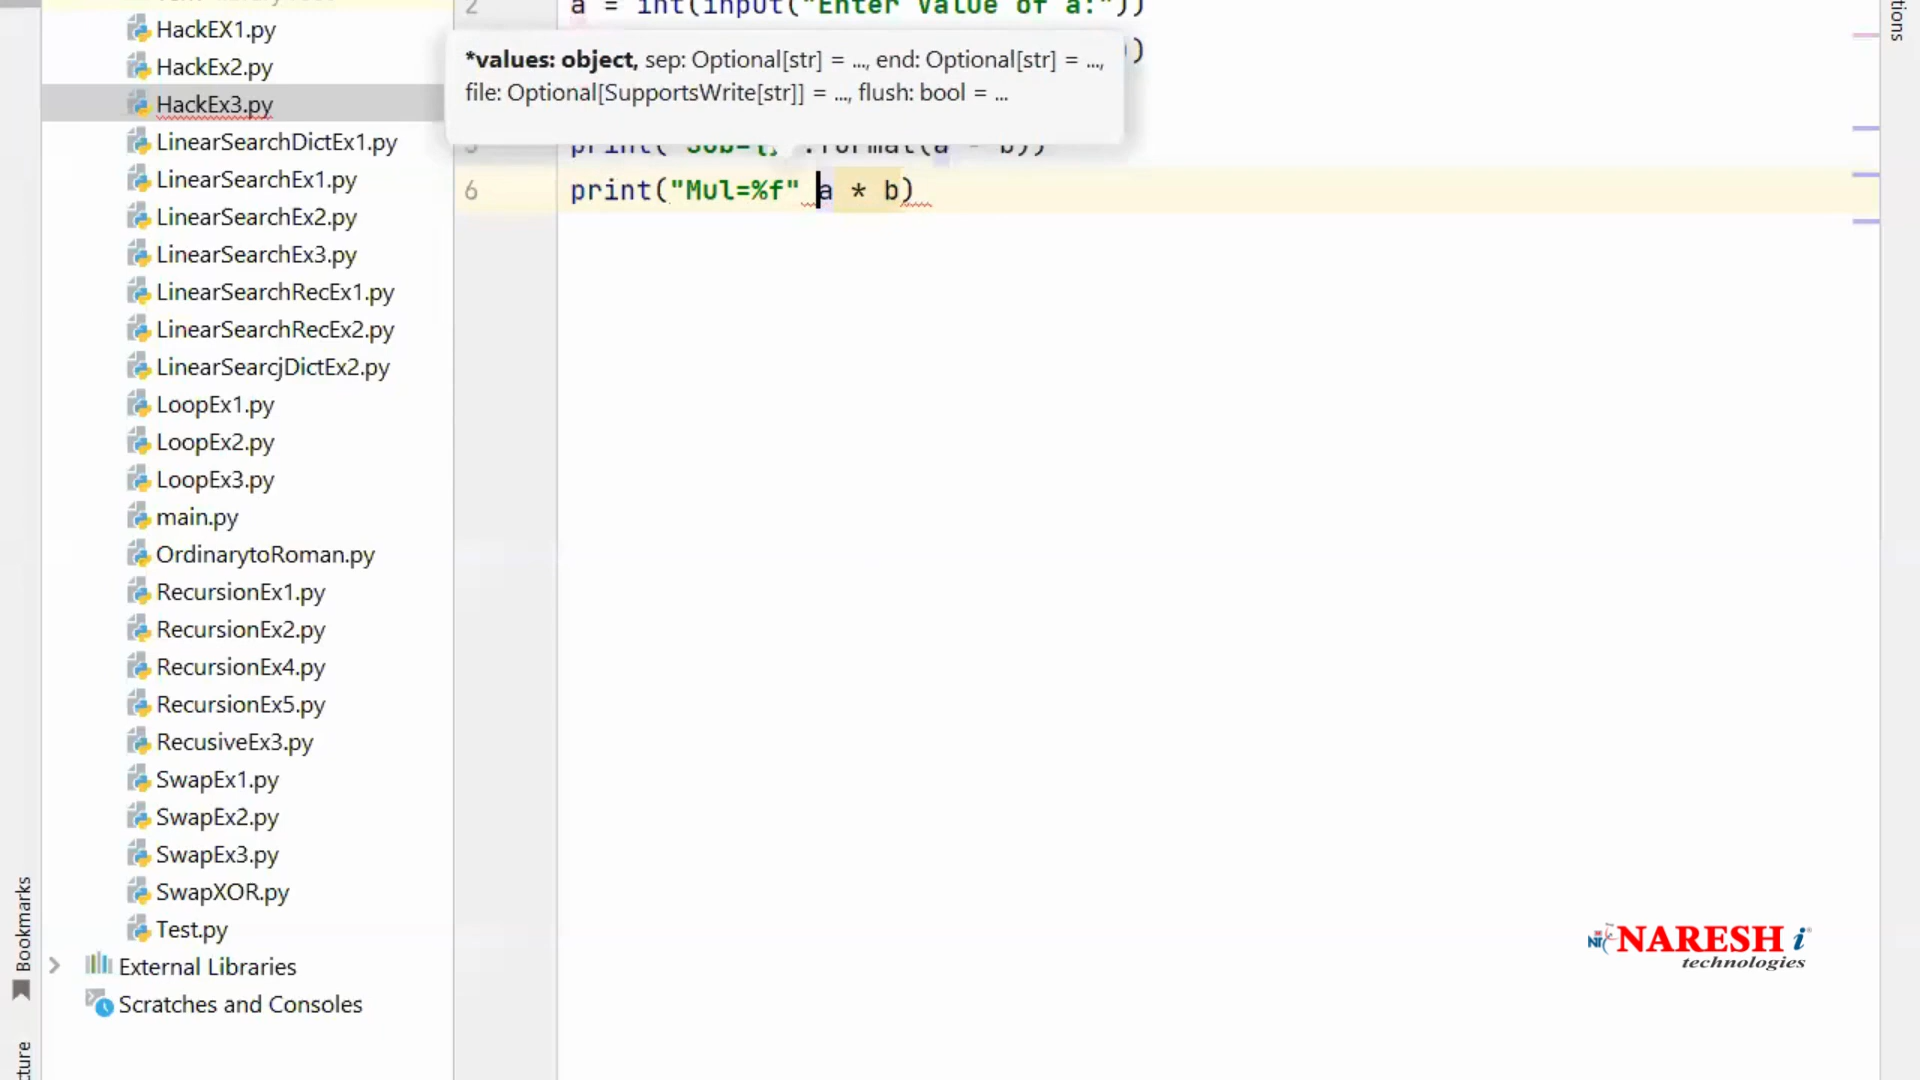 HackEX1.py
HackEx2.py
HackEx3.py
LinearSearchDictEx1.py
LinearSearchEx1.py
LinearSearchEx2.py
LinearSearchEx3.py
LinearSearchRecEx1.py
LinearSearchRecEx2.py
LinearSearcjDictEx2.py
LoopEx1.py
LoopEx2.py
LoopEx3.py
main.py
OrdinarytoRoman.py
RecursionEx1.py
RecursionEx2.py
RecursionEx4.py
RecursionEx5.py
RecusiveEx3.py
SwapEx1.py
SwapEx2.py
SwapEx3.py
SwapXOR.py
Test.py
External Libraries
Scratches and Consoles
Bookmarks
2 a = int(input("Enter value of a:"))
))
*values: object, sep: Optional[str] = ..., end: Optional[str] = ...,
file: Optional[SupportsWrite[str]] = ..., flush: bool = ...
.format(a - b))
6 print("Mul=%f" a * b)
NARESH i
technologies